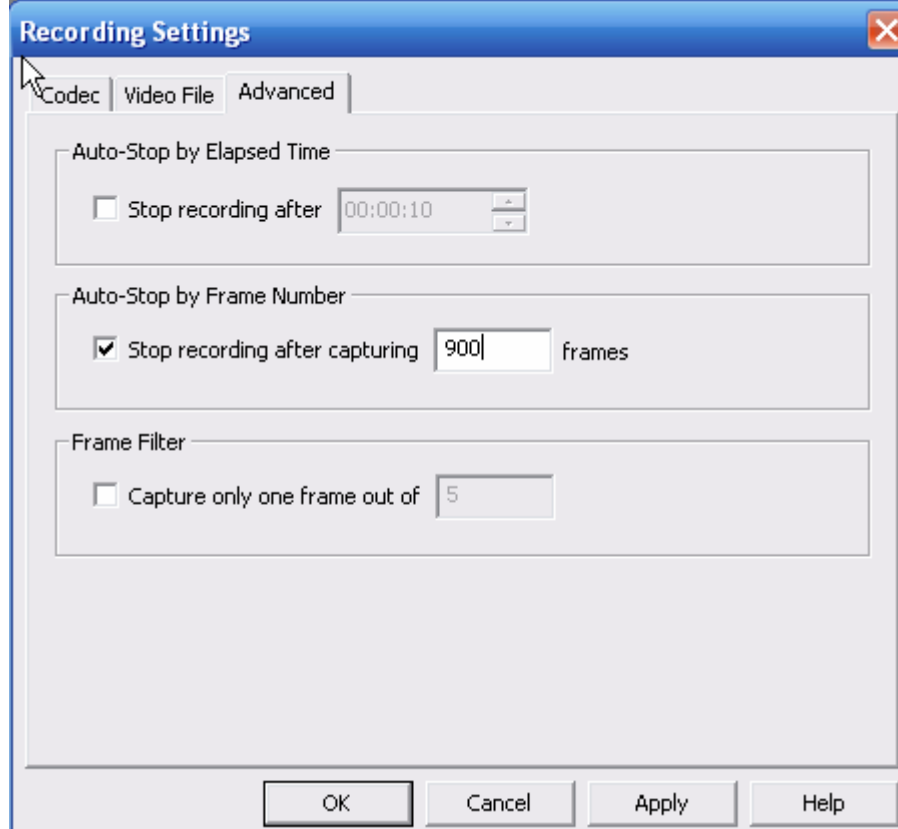 Recording Settings
Codec Video File Advanced
Auto-Stop by Elapsed Time
Stop recording after 00:00:10
Auto-Stop by Frame Number
Stop recording after capturing 900 frames
Frame Filter
Capture only one frame out of 5
OK Cancel Apply Help